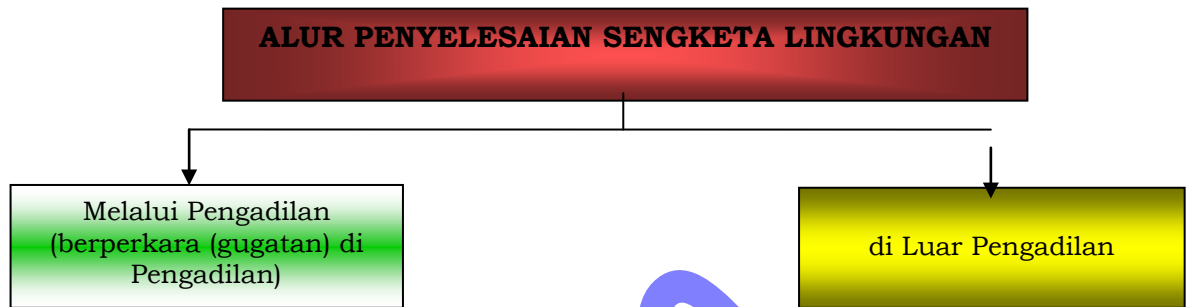 ALUR PENYELESAIAN SENGKETA LINGKUNGAN
Melalui Pengadilan
(berperkara (gugatan) di
Pengadilan)
di Luar Pengadilan